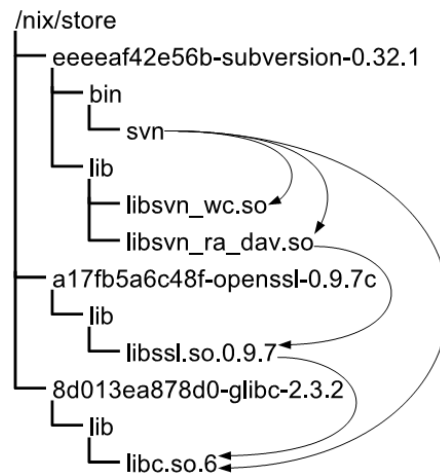 /nix/store
eeeeaf42e56b-subversion-0.32.1
bin
svn
lib
libsvn_wc.so
libsvn_ra_dav.so
a17fb5a6c48f-openssl-0.9.7c
lib
libssl.so.0.9.7
8d013ea878d0-glibc-2.3.2
lib
libc.so.6